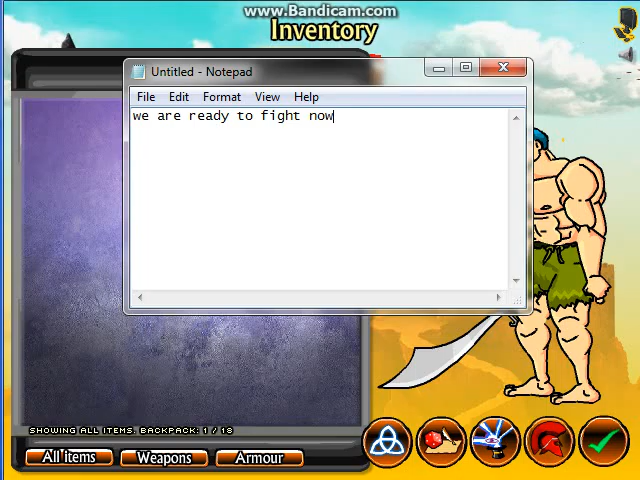 www.Bandicam.com
Inventory
Untitled - Notepad
File Edit Format View Help
we are ready to fight now
SHOWING ALL ITEMS. BACKPACK: 1 / 18
All items Weapons Armour